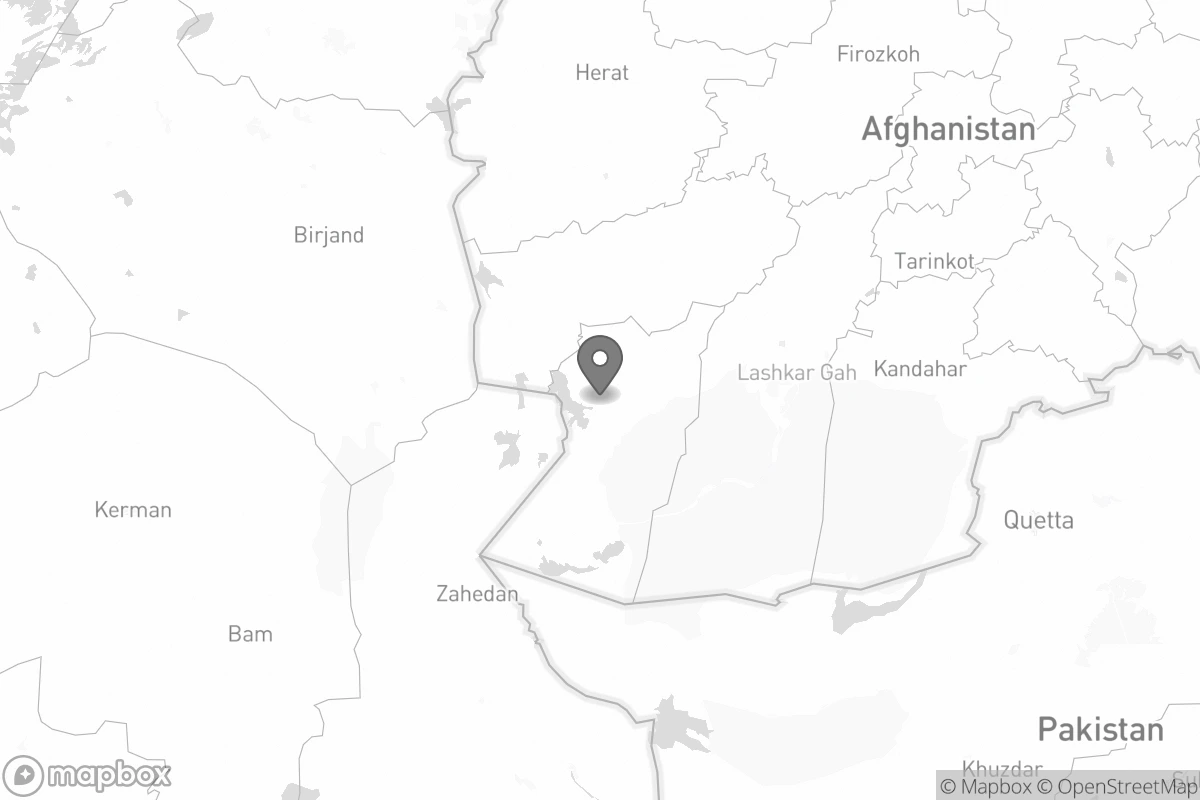 Firozkoh
Herat
Afghanistan
Birjand
Tarinkot
Lashkar Gah
Kandahar
Kerman
Quetta
Zahedan
Bam
Pakistan
Khuzdar
mapbox
© Mapbox © OpenStreetMap